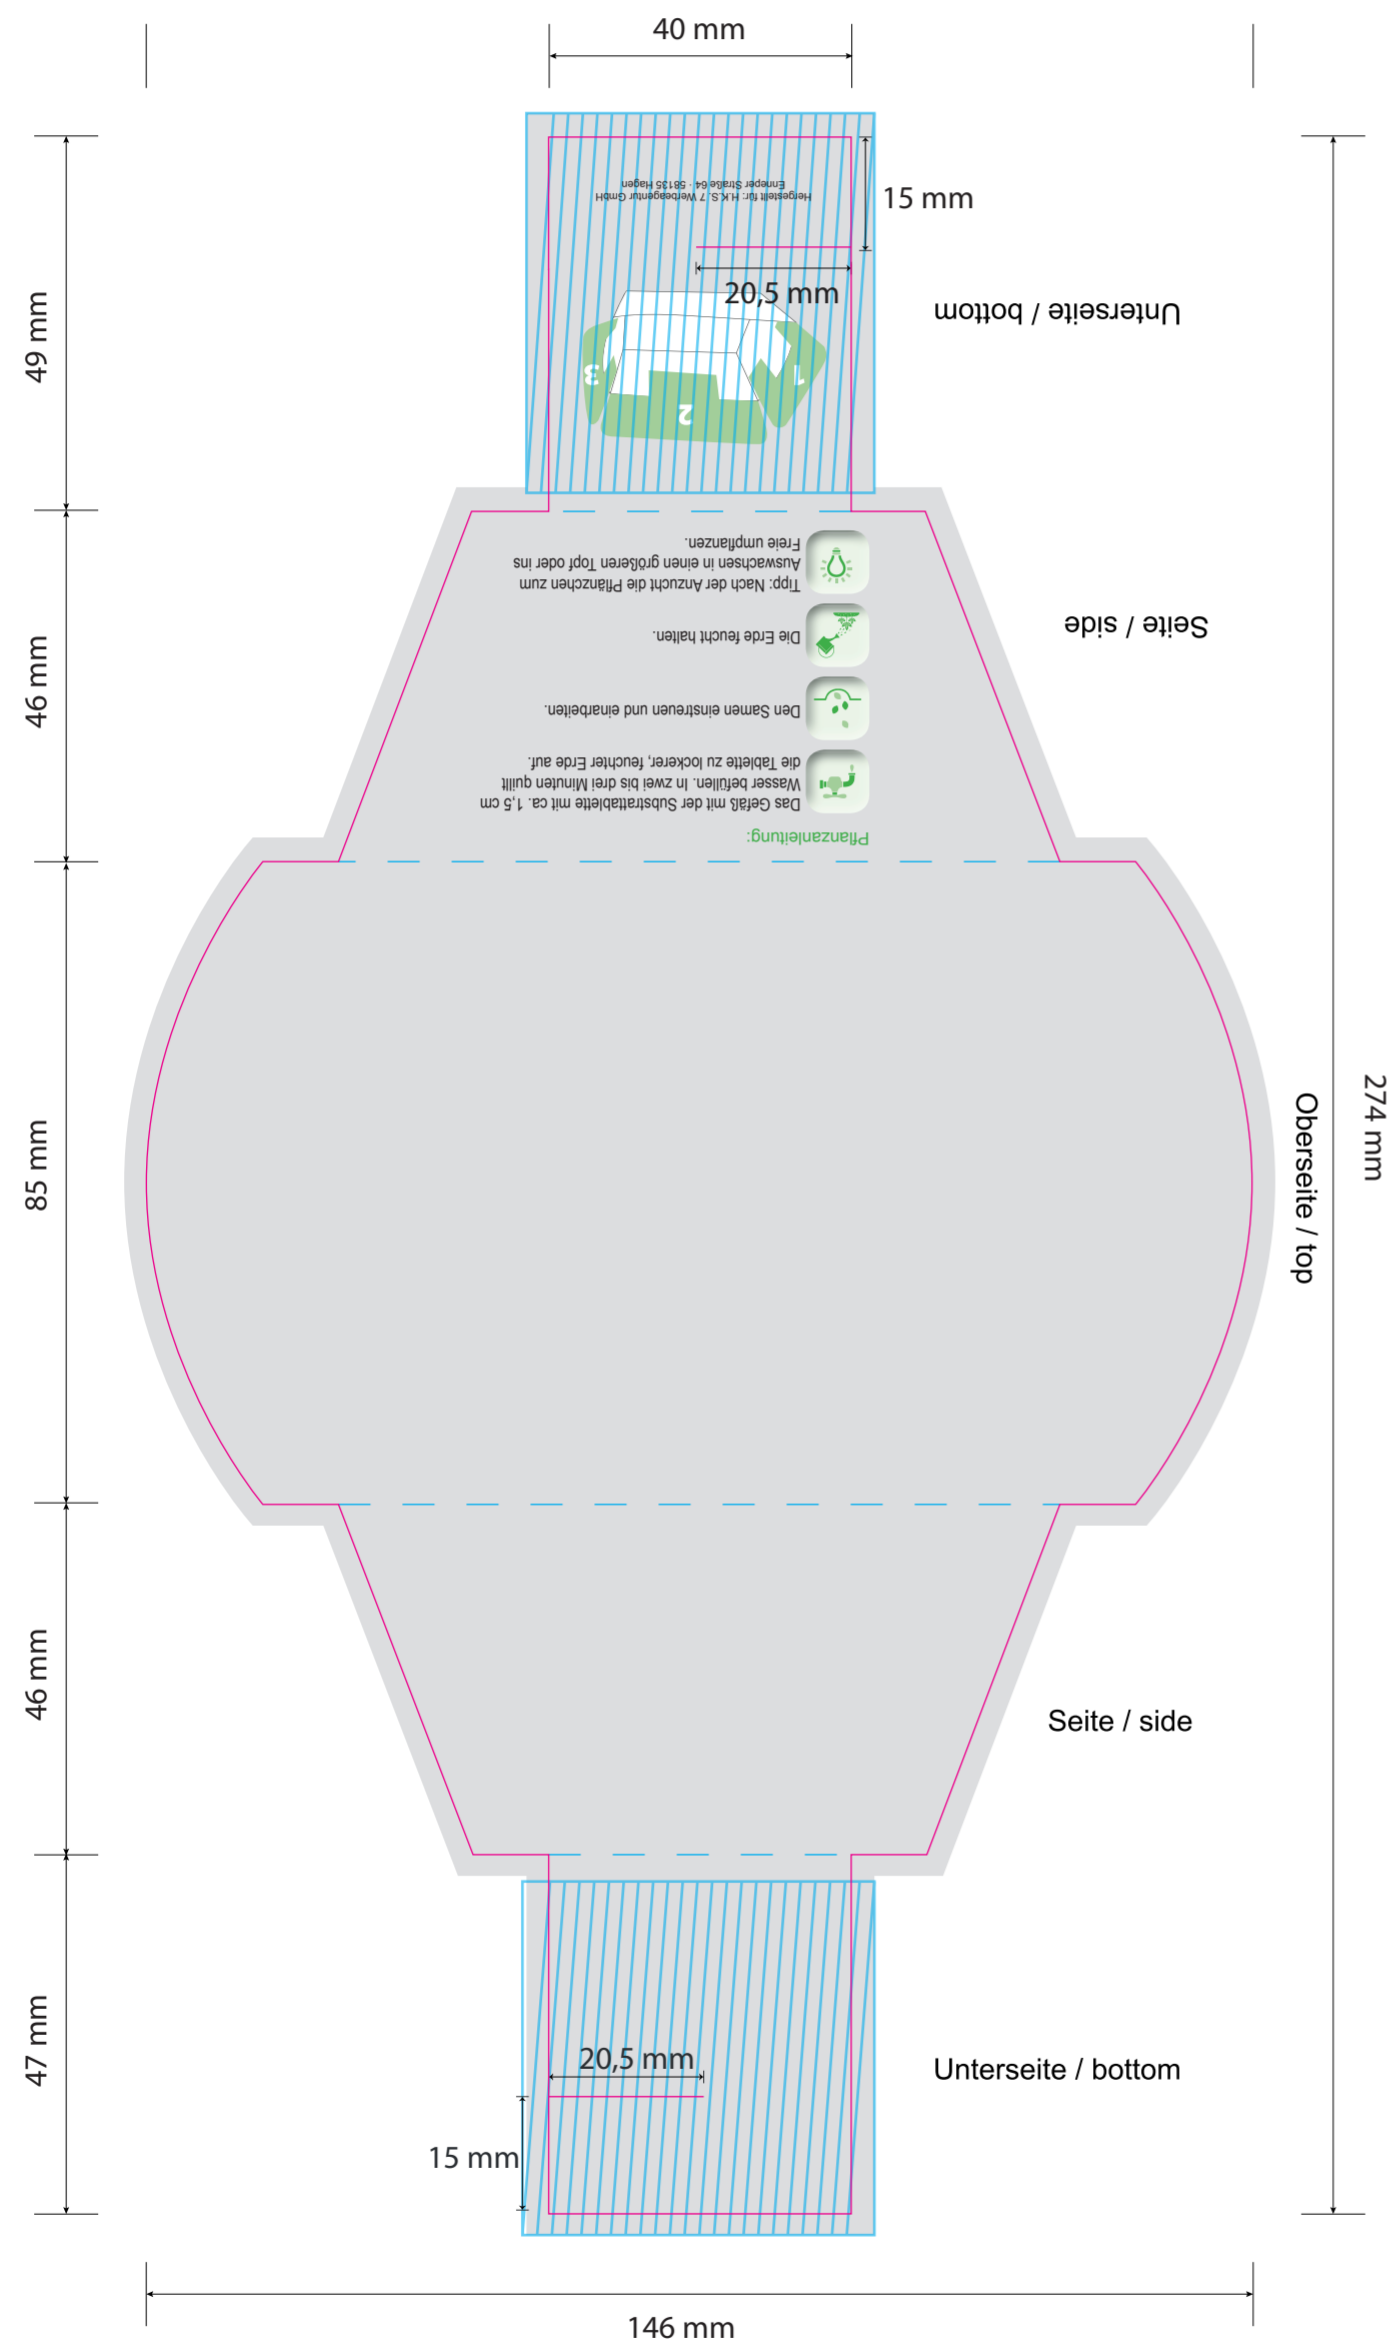 40 mm
Hergestellt für: H.K.S. 7 Werbeagentur GmbH
Enneper Straße 64 · 58135 Hagen
15 mm
20,5 mm
1
2
3
49 mm
Unterseite / bottom
Pflanzanleitung:
Das Gefäß mit der Substrattablette mit ca. 1,5 cm
Wasser befüllen. In zwei bis drei Minuten quillt
die Tablette zu lockerer, feuchter Erde auf.
Den Samen einstreuen und einarbeiten.
Die Erde feucht halten.
Tipp: Nach der Anzucht die Pflänzchen zum
Auswachsen in einen größeren Topf oder ins
Freie umpflanzen.
46 mm
Seite / side
85 mm
Oberseite / top
274 mm
46 mm
Seite / side
47 mm
20,5 mm
15 mm
Unterseite / bottom
146 mm